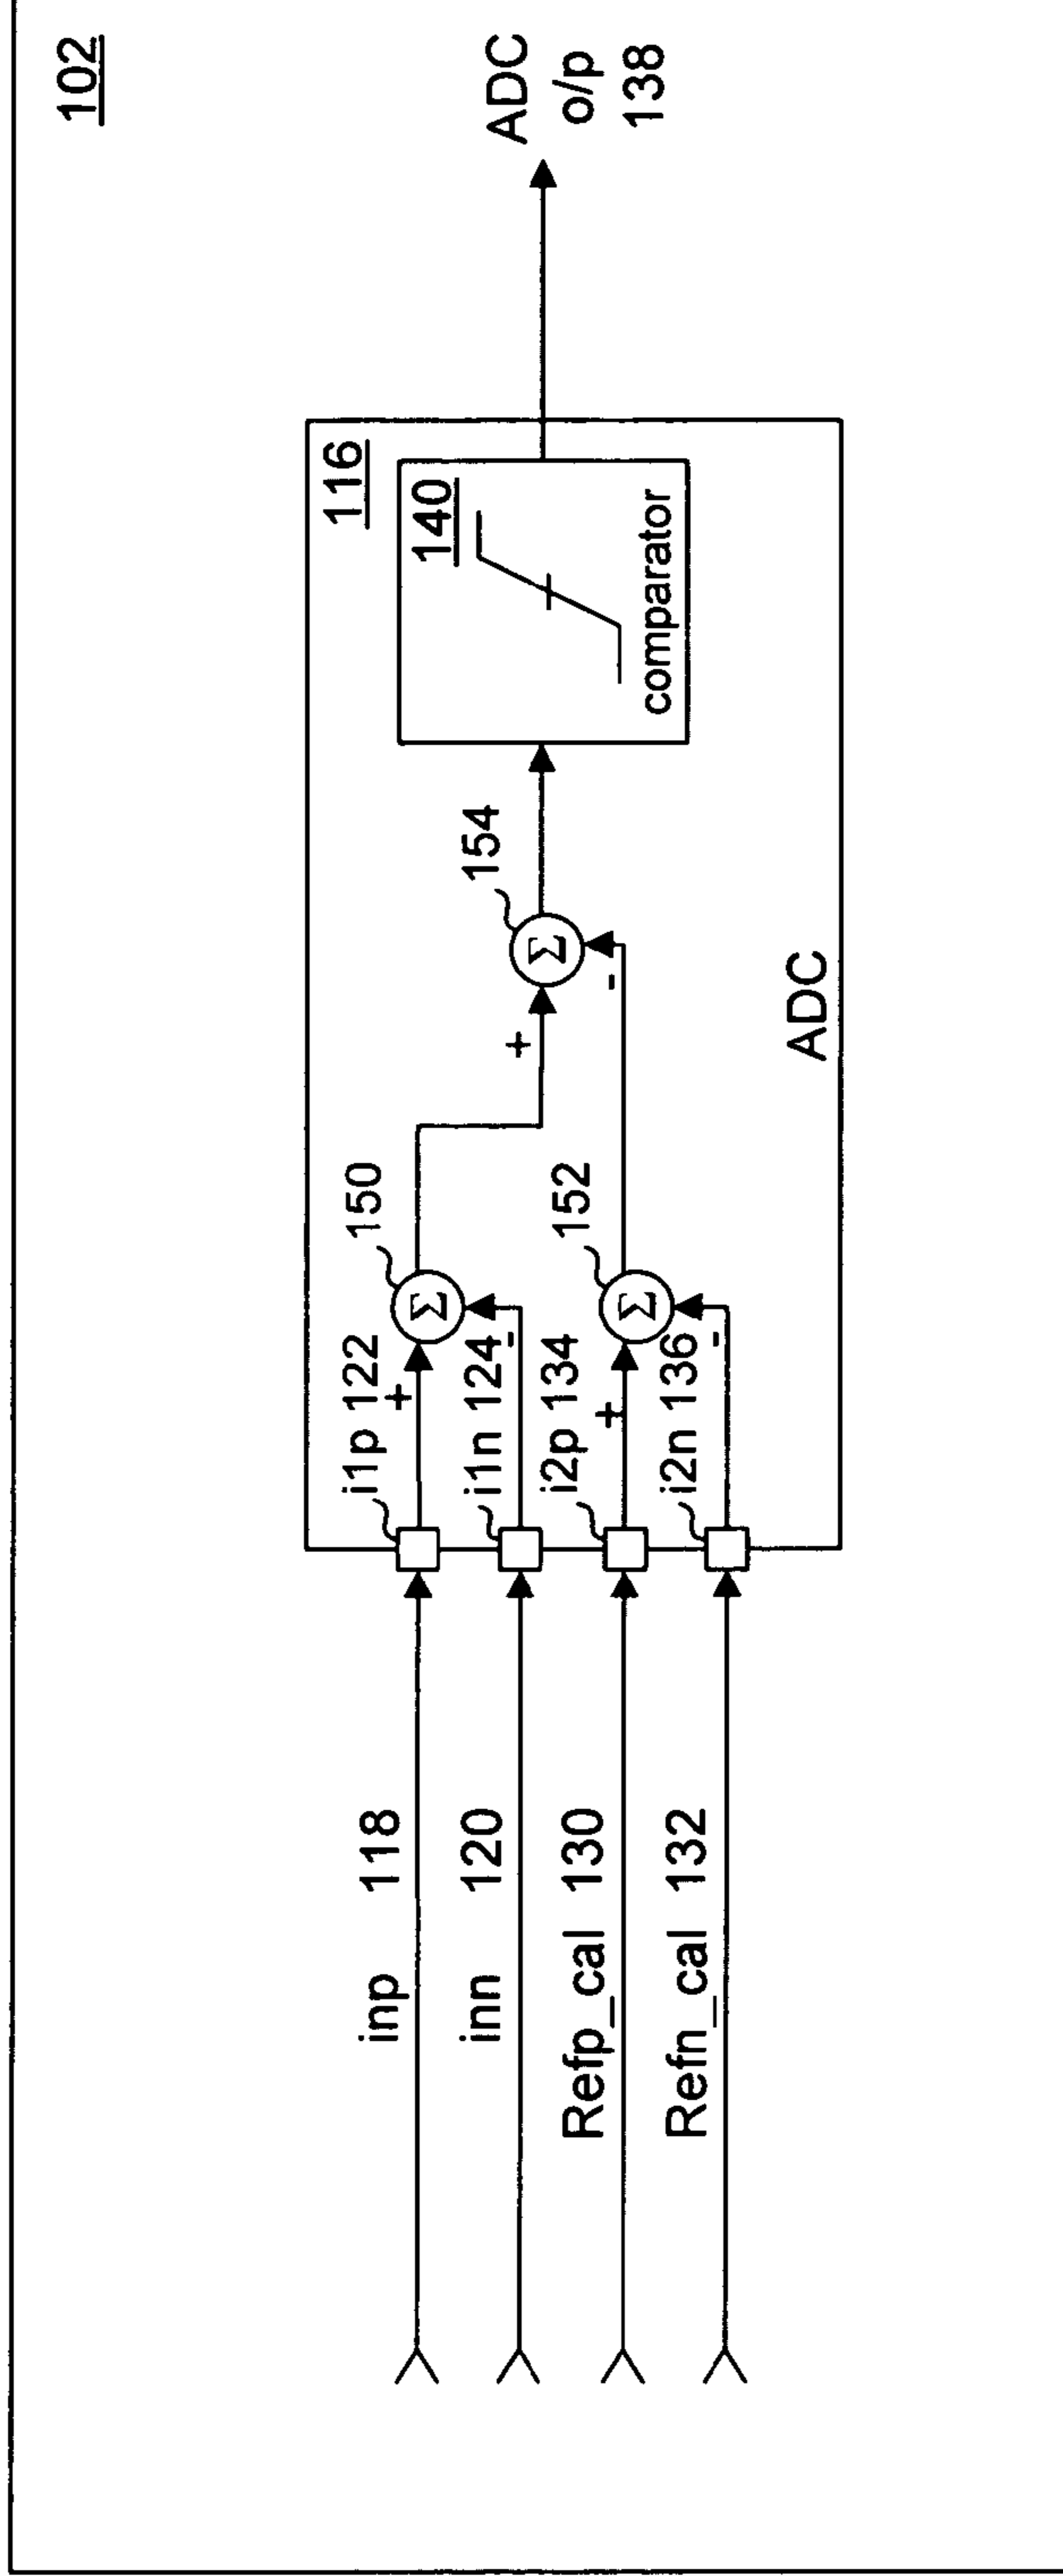 102
ADC
o/p
138
116
140
comparator
154
Σ
+
-
150
Σ
152
Σ
i1p 122
+
i1n 124
-
i2p 134
+
i2n 136
-
ADC
inp 118
inn 120
Refp_cal 130
Refn_cal 132